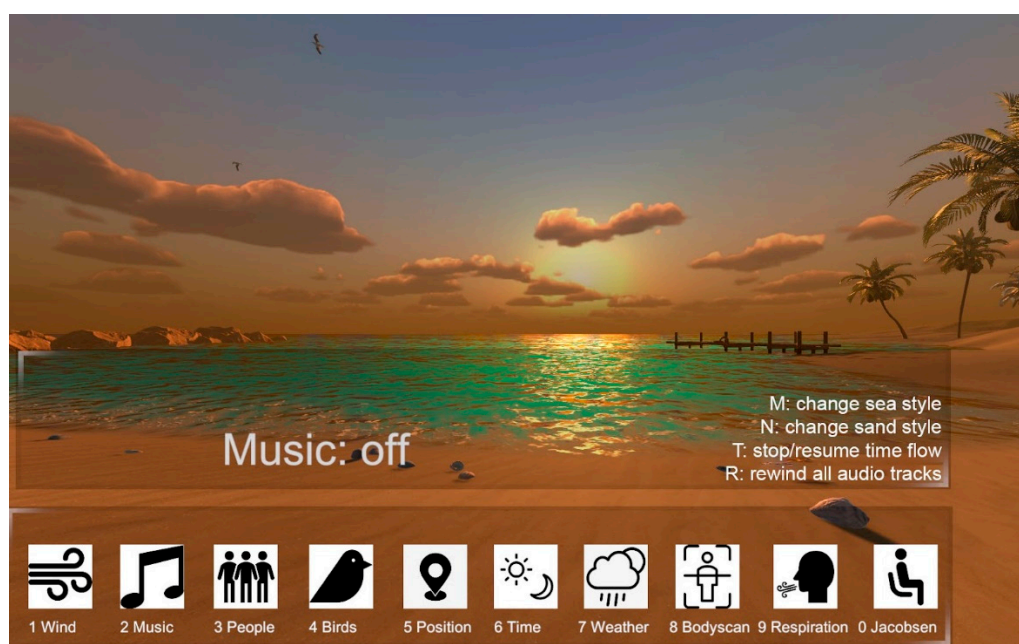 M: change sea style
N: change sand style
Music: off
T: stop/resume time flow
R: rewind all audio tracks
1 Wind
2 Music
3 People
4 Birds
5 Position
6 Time
7 Weather
8 Bodyscan
9 Respiration
0 Jacobsen